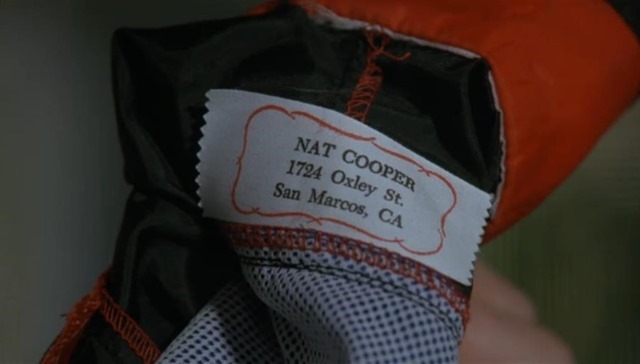 NAT COOPER
1724 Oxley St.
San Marcos, CA